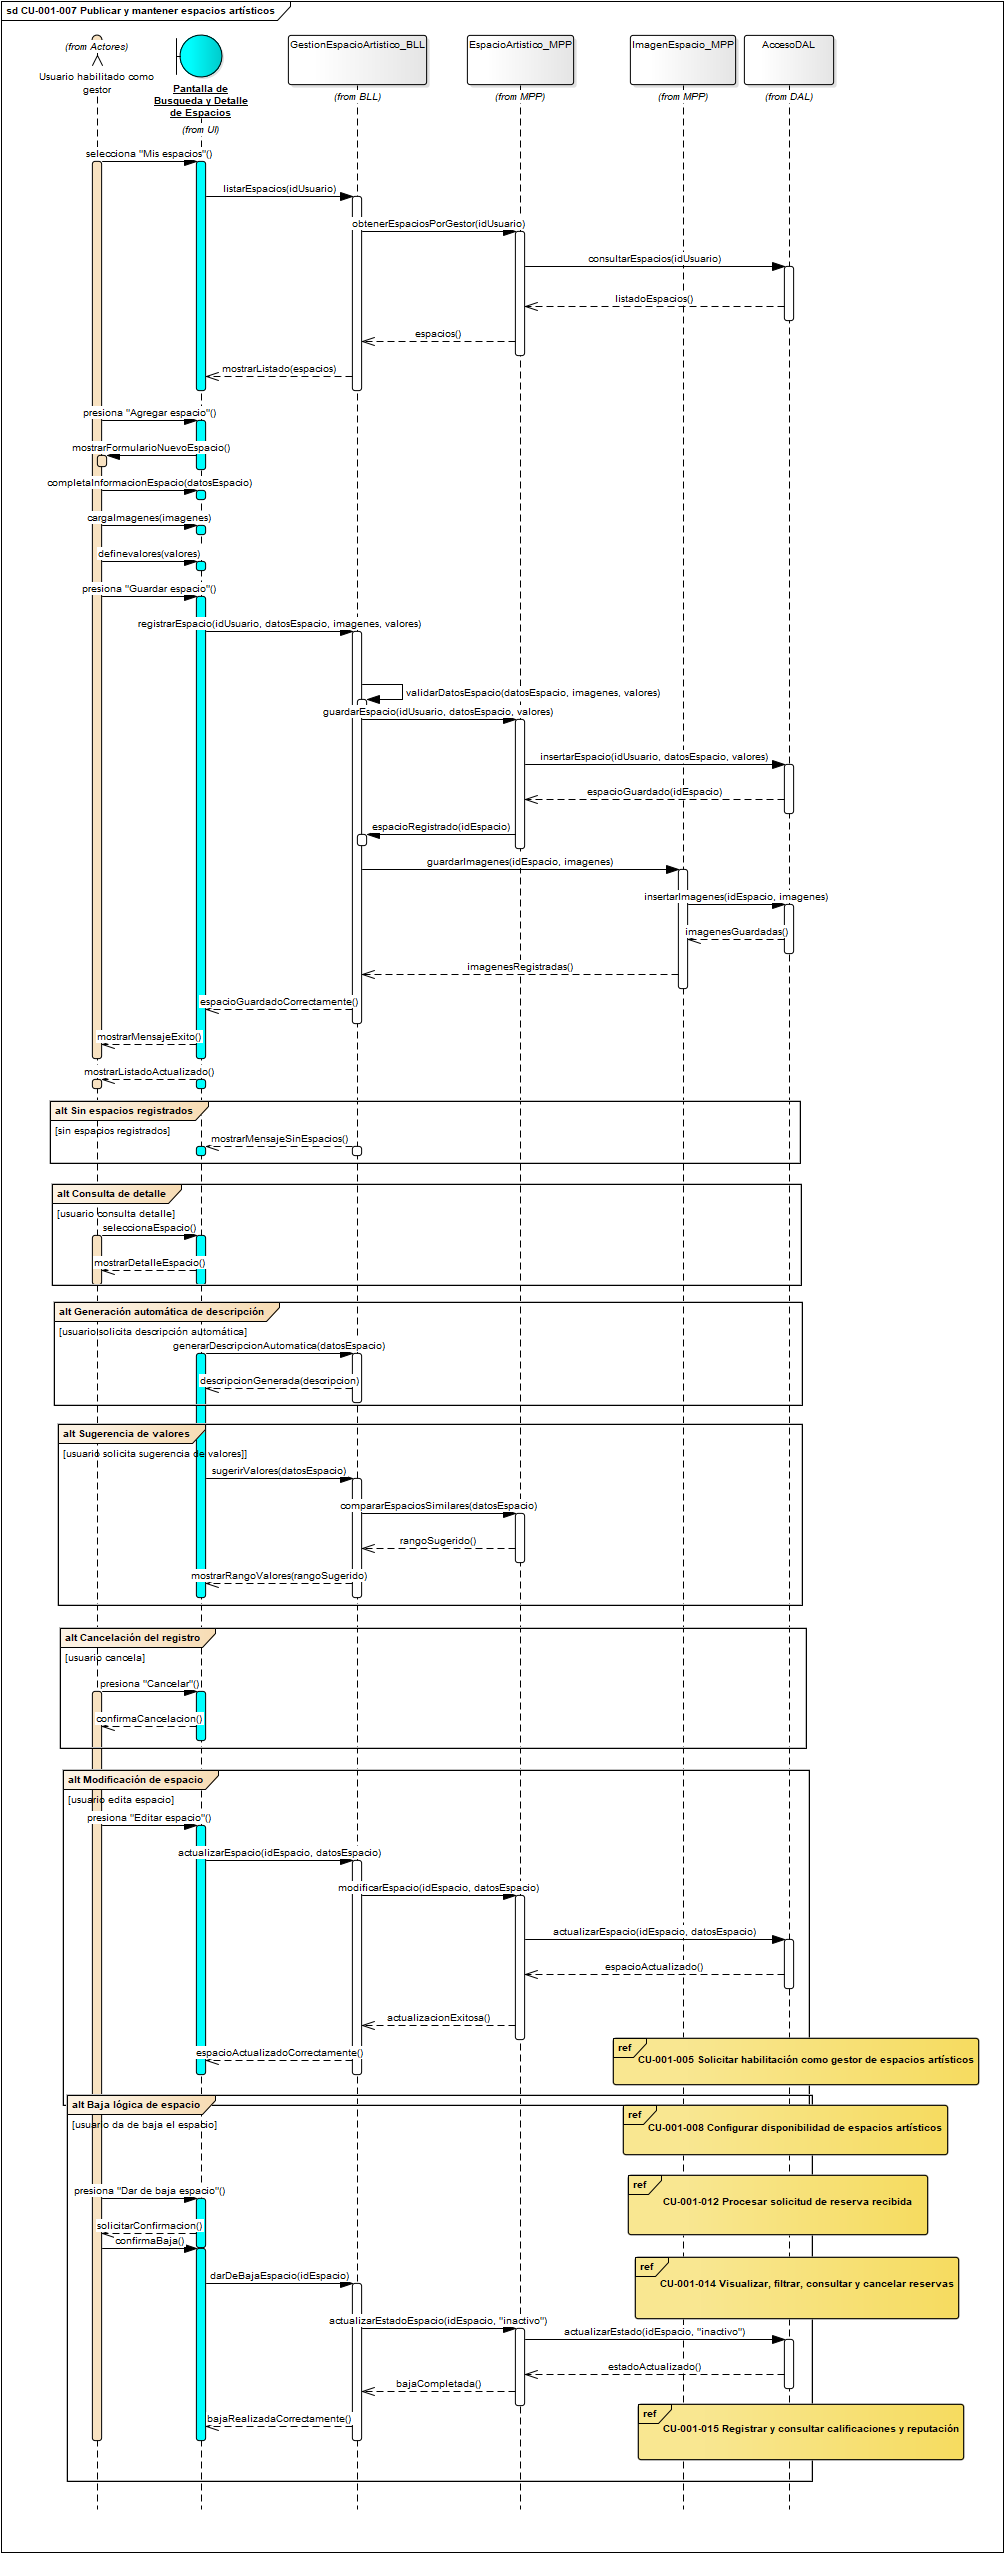 sd CU-001-007 Publicar y mantener espacios artísticos
(from Actores)
Usuario habilitado como
gestor
Pantalla de
Busqueda y Detalle
de Espacios
(from UI)
GestionEspacioArtistico_BLL
(from BLL)
EspacioArtistico_MPP
(from MPP)
ImagenEspacio_MPP
(from MPP)
AccesoDAL
(from DAL)
selecciona "Mis espacios"()
listarEspacios(idUsuario)
obtenerEspaciosPorGestor(idUsuario)
consultarEspacios(idUsuario)
listadoEspacios()
espacios()
mostrarListado(espacios)
presiona "Agregar espacio"()
mostrarFormularioNuevoEspacio()
completaInformacionEspacio(datosEspacio)
cargaImagenes(imagenes)
definevalores(valores)
presiona "Guardar espacio"()
registrarEspacio(idUsuario, datosEspacio, imagenes, valores)
validarDatosEspacio(datosEspacio, imagenes, valores)
guardarEspacio(idUsuario, datosEspacio, valores)
insertarEspacio(idUsuario, datosEspacio, valores)
espacioGuardado(idEspacio)
espacioRegistrado(idEspacio)
guardarImagenes(idEspacio, imagenes)
insertarImagenes(idEspacio, imagenes)
imagenesGuardadas()
imagenesRegistradas()
espacioGuardadoCorrectamente()
mostrarMensajeExito()
mostrarListadoActualizado()
alt Sin espacios registrados
[sin espacios registrados]
mostrarMensajeSinEspacios()
alt Consulta de detalle
[usuario consulta detalle]
seleccionaEspacio()
mostrarDetalleEspacio()
alt Generación automática de descripción
[usuario solicita descripción automática]
generarDescripcionAutomatica(datosEspacio)
descripcionGenerada(descripcion)
alt Sugerencia de valores
[usuario solicita sugerencia de valores]]
sugerirValores(datosEspacio)
compararEspaciosSimilares(datosEspacio)
rangoSugerido()
mostrarRangoValores(rangoSugerido)
alt Cancelación del registro
[usuario cancela]
presiona "Cancelar"()
confirmaCancelacion()
alt Modificación de espacio
[usuario edita espacio]
presiona "Editar espacio"()
actualizarEspacio(idEspacio, datosEspacio)
modificarEspacio(idEspacio, datosEspacio)
actualizarEspacio(idEspacio, datosEspacio)
espacioActualizado()
actualizacionExitosa()
espacioActualizadoCorrectamente()
ref
CU-001-005 Solicitar habilitación como gestor de espacios artísticos
alt Baja lógica de espacio
[usuario da de baja el espacio]
ref
CU-001-008 Configurar disponibilidad de espacios artísticos
ref
CU-001-012 Procesar solicitud de reserva recibida
presiona "Dar de baja espacio"()
solicitarConfirmacion()
confirmaBaja()
ref
CU-001-014 Visualizar, filtrar, consultar y cancelar reservas
darDeBajaEspacio(idEspacio)
actualizarEstadoEspacio(idEspacio, "inactivo")
actualizarEstado(idEspacio, "inactivo")
estadoActualizado()
bajaCompletada()
bajaRealizadaCorrectamente()
ref
CU-001-015 Registrar y consultar calificaciones y reputación